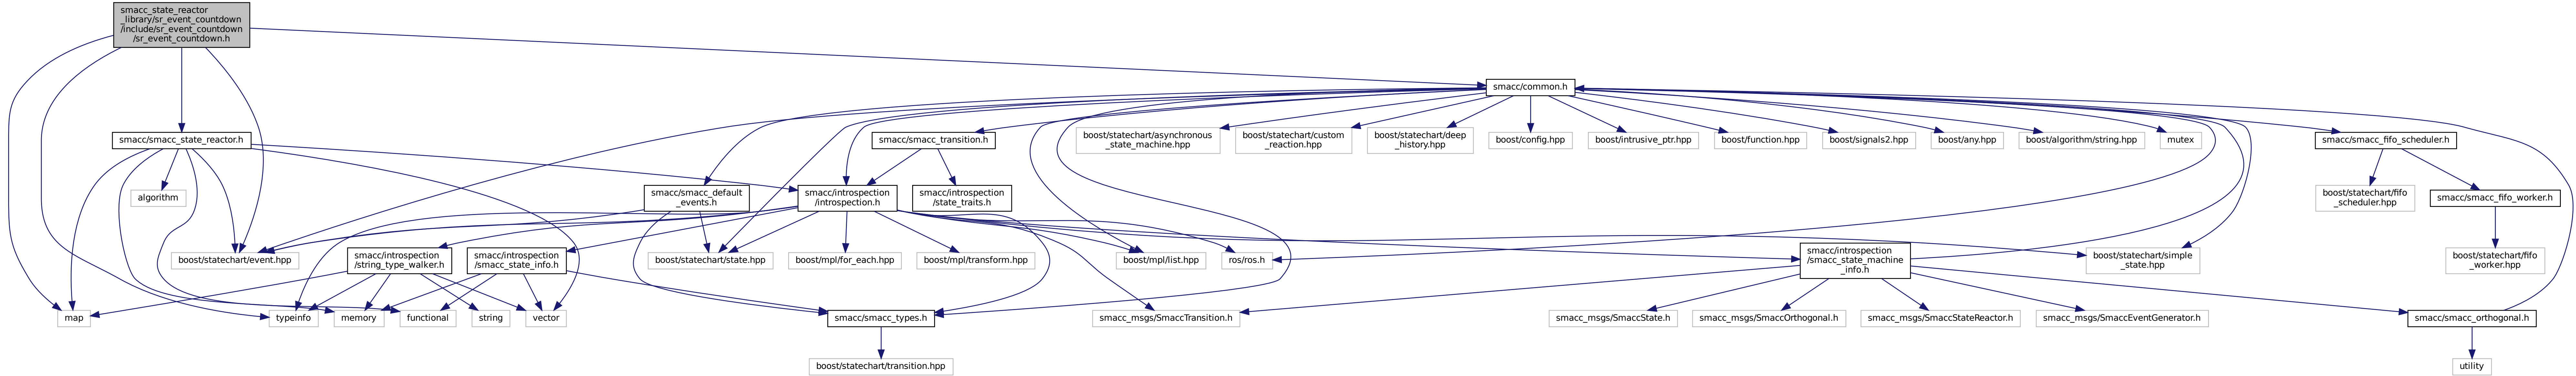 smacc_state_reactor
_library/sr_event_countdown
/include/sr_event_countdown
/sr_event_countdown.h
smacc/common.h
smacc/smacc_state_reactor.h
smacc/smacc_transition.h
boost/statechart/asynchronous
_state_machine.hpp
boost/statechart/custom
_reaction.hpp
boost/statechart/deep
_history.hpp
boost/config.hpp
boost/intrusive_ptr.hpp
boost/function.hpp
boost/signals2.hpp
boost/any.hpp
boost/algorithm/string.hpp
mutex
smacc/smacc_fifo_scheduler.h
algorithm
smacc/smacc_default
_events.h
smacc/introspection
/introspection.h
smacc/introspection
/state_traits.h
boost/statechart/fifo
_scheduler.hpp
smacc/smacc_fifo_worker.h
boost/statechart/event.hpp
smacc/introspection
/string_type_walker.h
smacc/introspection
/smacc_state_info.h
boost/statechart/state.hpp
boost/mpl/for_each.hpp
boost/mpl/transform.hpp
boost/mpl/list.hpp
ros/ros.h
smacc/introspection
/smacc_state_machine
_info.h
boost/statechart/simple
_state.hpp
boost/statechart/fifo
_worker.hpp
map
typeinfo
memory
functional
string
vector
smacc/smacc_types.h
smacc_msgs/SmaccTransition.h
smacc_msgs/SmaccState.h
smacc_msgs/SmaccOrthogonal.h
smacc_msgs/SmaccStateReactor.h
smacc_msgs/SmaccEventGenerator.h
smacc/smacc_orthogonal.h
boost/statechart/transition.hpp
utility